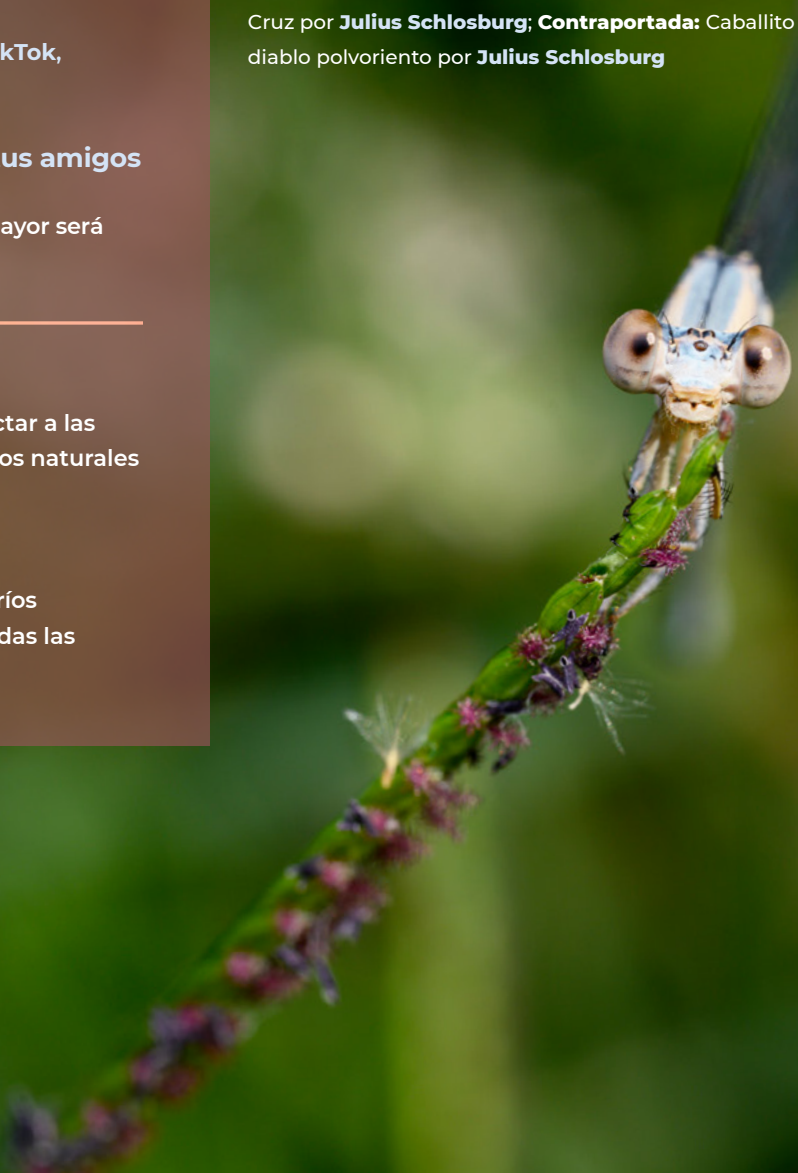 Cruz por Julius Schlosburg; Contraportada: Caballito
diablo polvoriento por Julius Schlosburg
kTok,
us amigos
ayor será
ctar a las
os naturales
ríos
das las